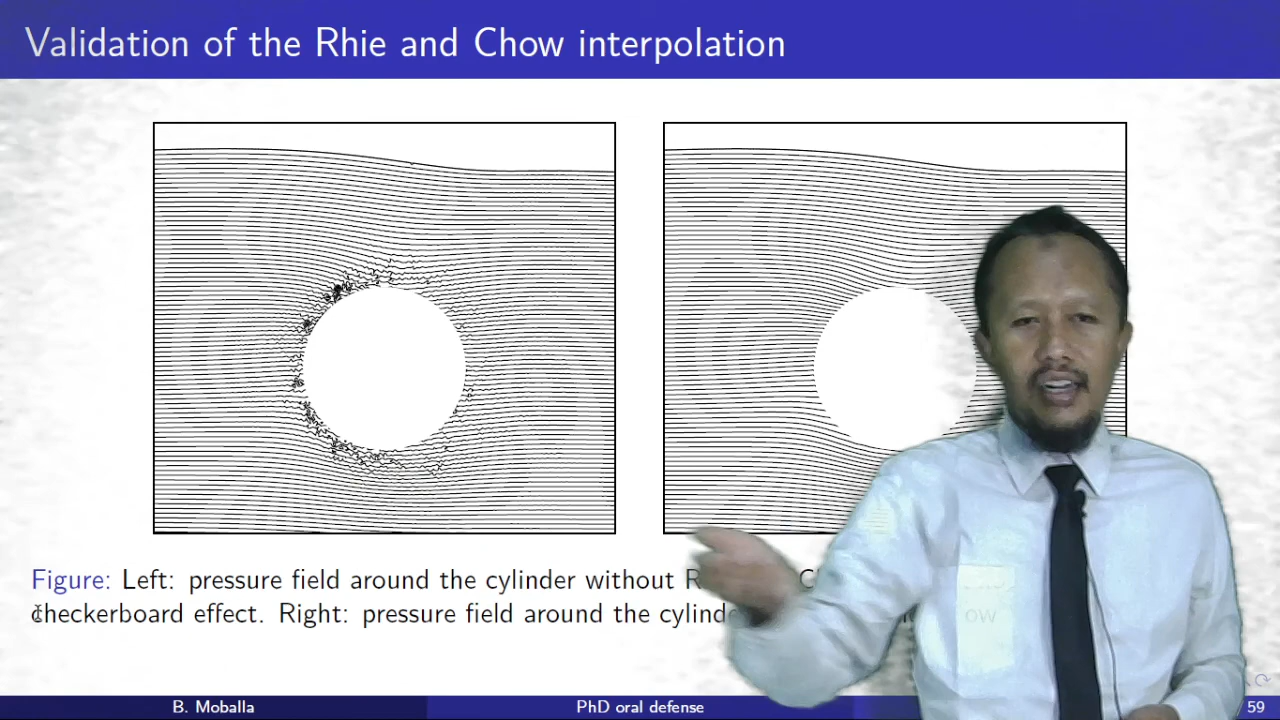 Validation of the Rhie and Chow interpolation
Figure: Left: pressure field around the cylinder without
checkerboard effect. Right: pressure field around the ow
B. Moballa PhD oral defense 59